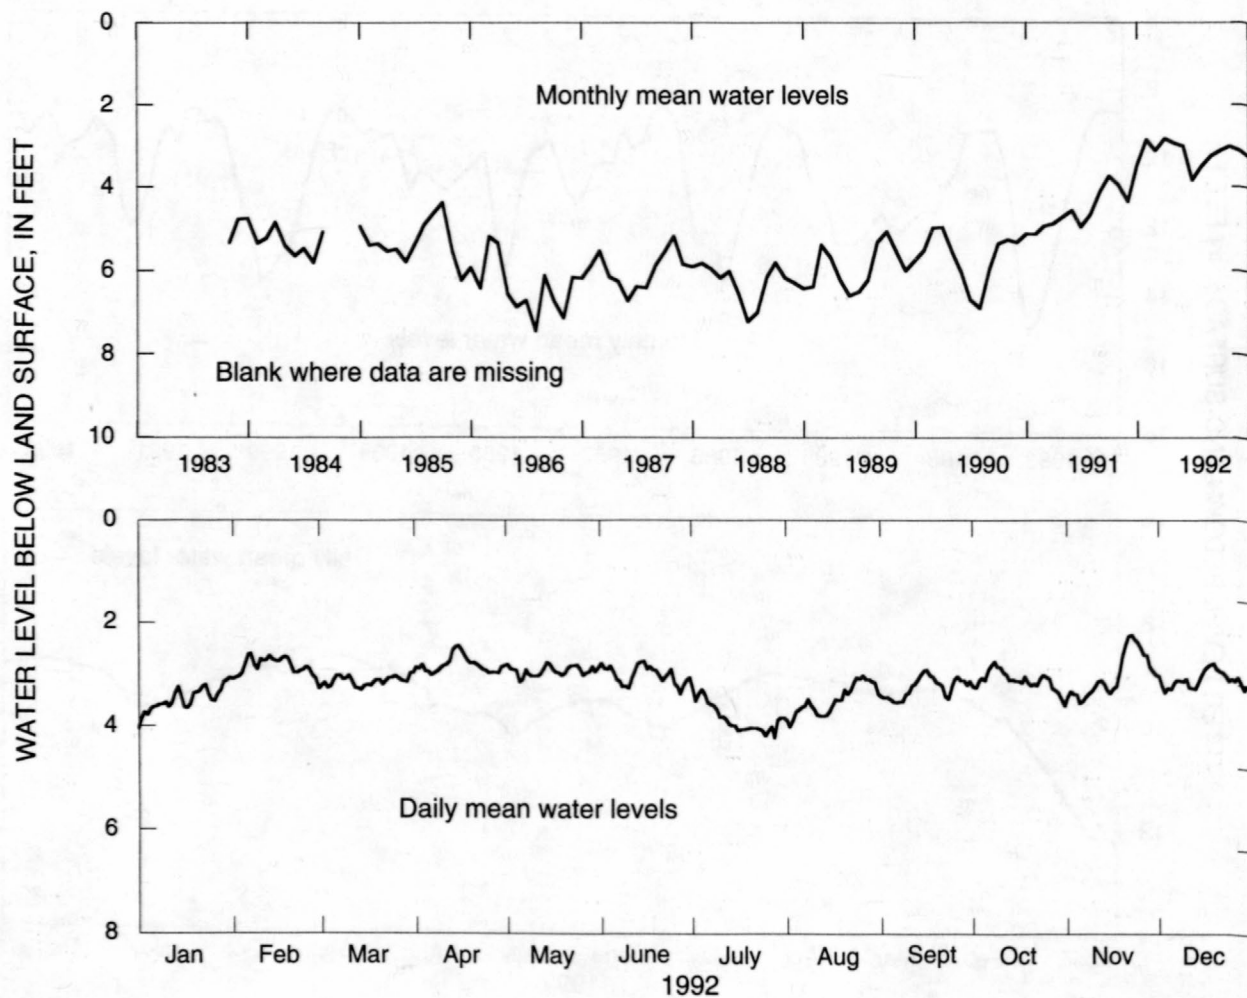 WATER LEVEL BELOW LAND SURFACE, IN FEET
0
2
4
6
8
10
Monthly mean water levels
Blank where data are missing
1983 1984 1985 1986 1987 1988 1989 1990 1991 1992
0
2
4
6
8
Daily mean water levels
Jan Feb Mar Apr May June July Aug Sept Oct Nov Dec
1992